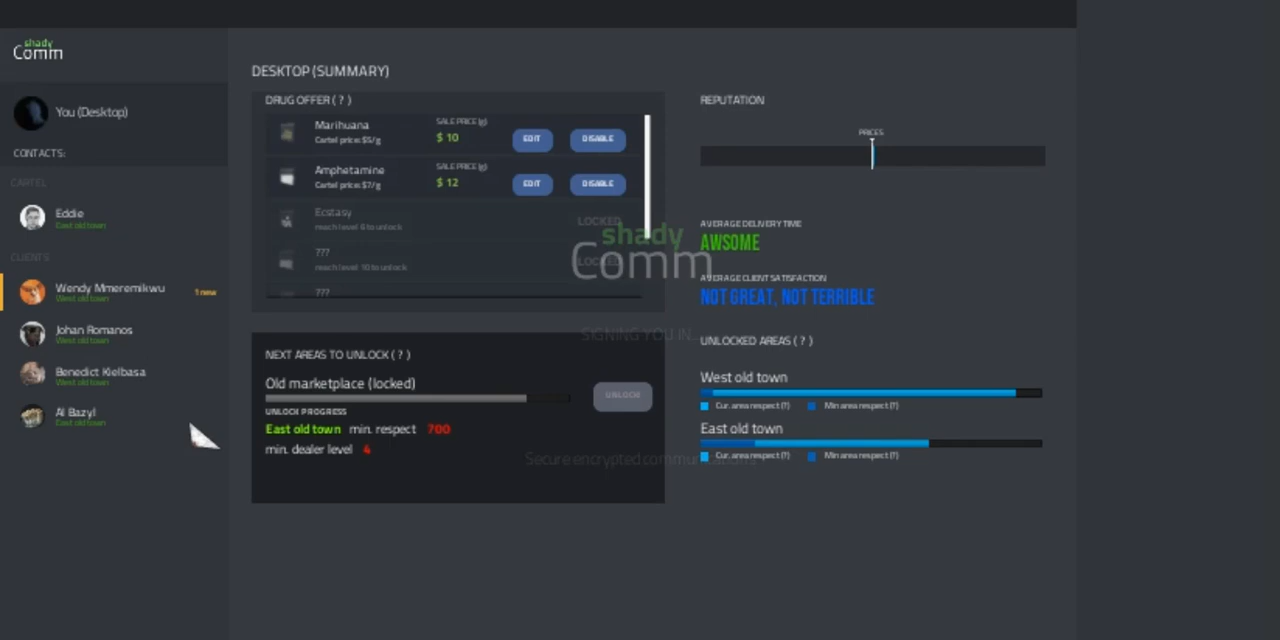 shady
Comm
You (Desktop)
CONTACTS:
CARTEL
Eddie
East old town
CLIENTS
Wendy Mmeremikwu
West old town
1 new
Johan Romanos
West old town
Benedict Kielbasa
West old town
Al Bazyl
East old town
DESKTOP (SUMMARY)
DRUG OFFER ( ? )
Marihuana
Cartel price: $5/g
SALE PRICE (g)
$ 10
EDIT
DISABLE
Amphetamine
Cartel price: $7/g
SALE PRICE (g)
$ 12
EDIT
DISABLE
Ecstasy
reach level 6 to unlock
LOCKED
???
reach level 10 to unlock
???
shady
Comm
SIGNING YOU IN...
NEXT AREAS TO UNLOCK ( ? )
Old marketplace (locked)
UNLOCK
UNLOCK PROGRESS
East old town min. respect 700
min. dealer level 4
Secure encrypted communications
REPUTATION
PRICES
AVERAGE DELIVERY TIME
AWSOME
AVERAGE CLIENT SATISFACTION
NOT GREAT, NOT TERRIBLE
UNLOCKED AREAS ( ? )
West old town
Cur. area respect (?) Min area respect (?)
East old town
Cur. area respect (?) Min area respect (?)